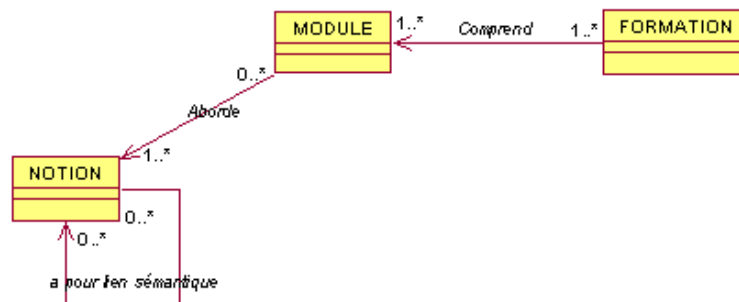 MODULE
1..*
Comprend
1..*
FORMATION
0..*
Aborde
1..*
NOTION
0..*
0..*
a pour lien sémantique